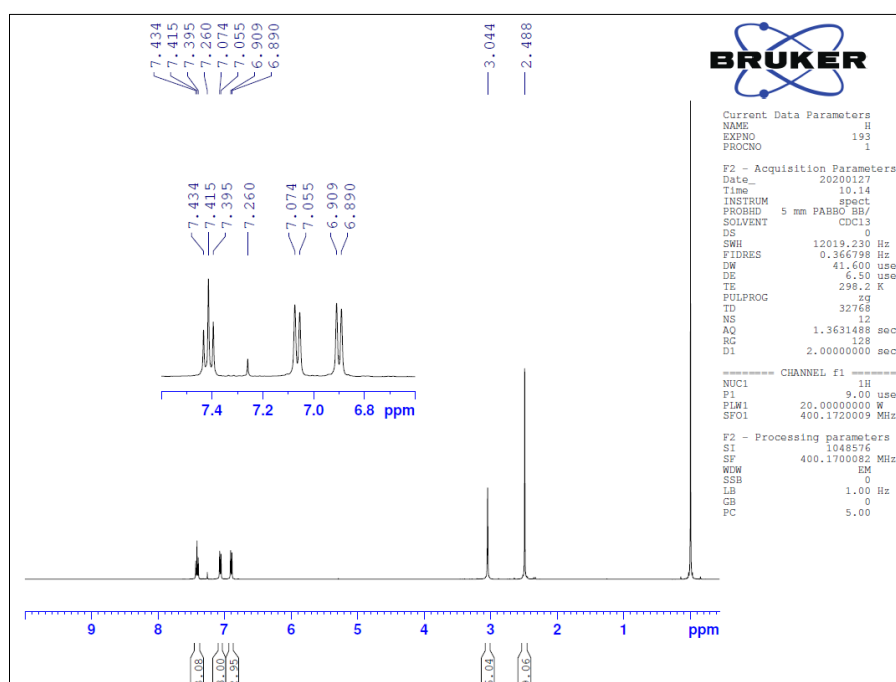 7.434
7.415
7.395
7.260
7.074
7.055
6.909
6.890
3.044
2.488
BRUKER
7.434
7.415
7.395
7.260
7.074
7.055
6.909
6.890
7.4 7.2 7.0 6.8 ppm
Current Data Parameters
NAME H
EXPNO 193
PROCNO 1
F2 - Acquisition Parameters
Date_ 20200127
Time 10.14
INSTRUM spect
PROBHD 5 mm PABBO BB/
SOLVENT CDCl3
DS 0
SWH 12019.230 Hz
FIDRES 0.366798 Hz
DW 41.600 use
DE 6.50 use
TE 298.2 K
PULPROG zg
TD 32768
NS 12
AQ 1.3631488 sec
RG 128
D1 2.00000000 sec
======== CHANNEL f1 ========
NUC1 1H
P1 9.00 use
PLW1 20.00000000 W
SFO1 400.1720009 MHz
F2 - Processing parameters
SI 1048576
SF 400.1700082 MHz
WDW EM
SSB 0
LB 1.00 Hz
GB 0
PC 5.00
9 8 7 6 5 4 3 2 1 ppm